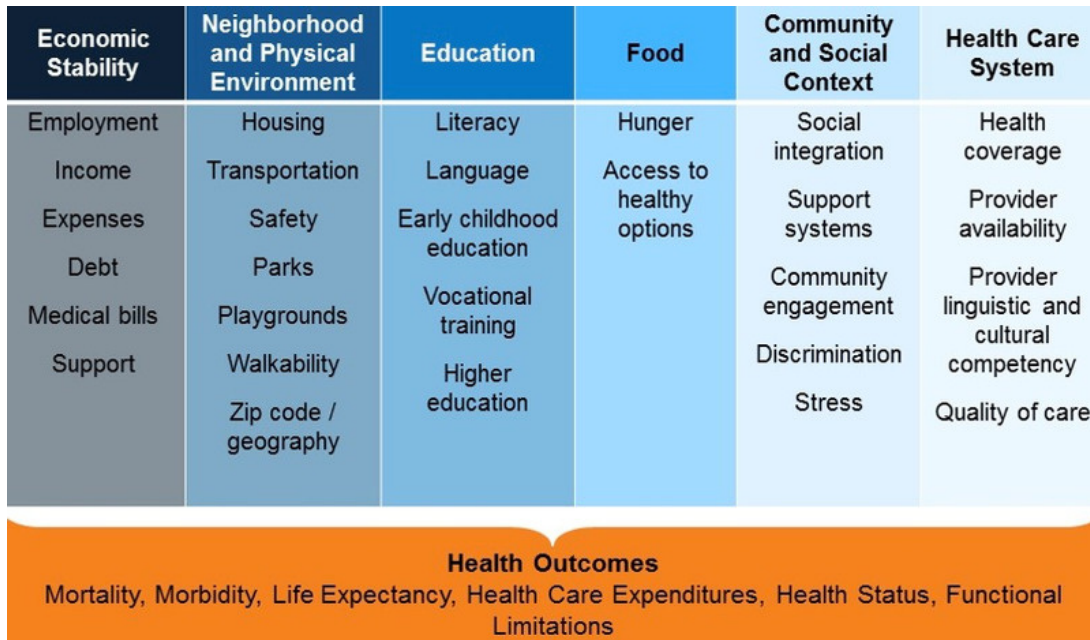 Economic
Stability
Neighborhood
and Physical
Environment
Education
Food
Community
and Social
Context
Health Care
System
Employment
Income
Expenses
Debt
Medical bills
Support
Housing
Transportation
Safety
Parks
Playgrounds
Walkability
Zip code /
geography
Literacy
Language
Early childhood
education
Vocational
training
Higher
education
Hunger
Access to
healthy
options
Social
integration
Support
systems
Community
engagement
Discrimination
Stress
Health
coverage
Provider
availability
Provider
linguistic and
cultural
competency
Quality of care
Health Outcomes
Mortality, Morbidity, Life Expectancy, Health Care Expenditures, Health Status, Functional
Limitations